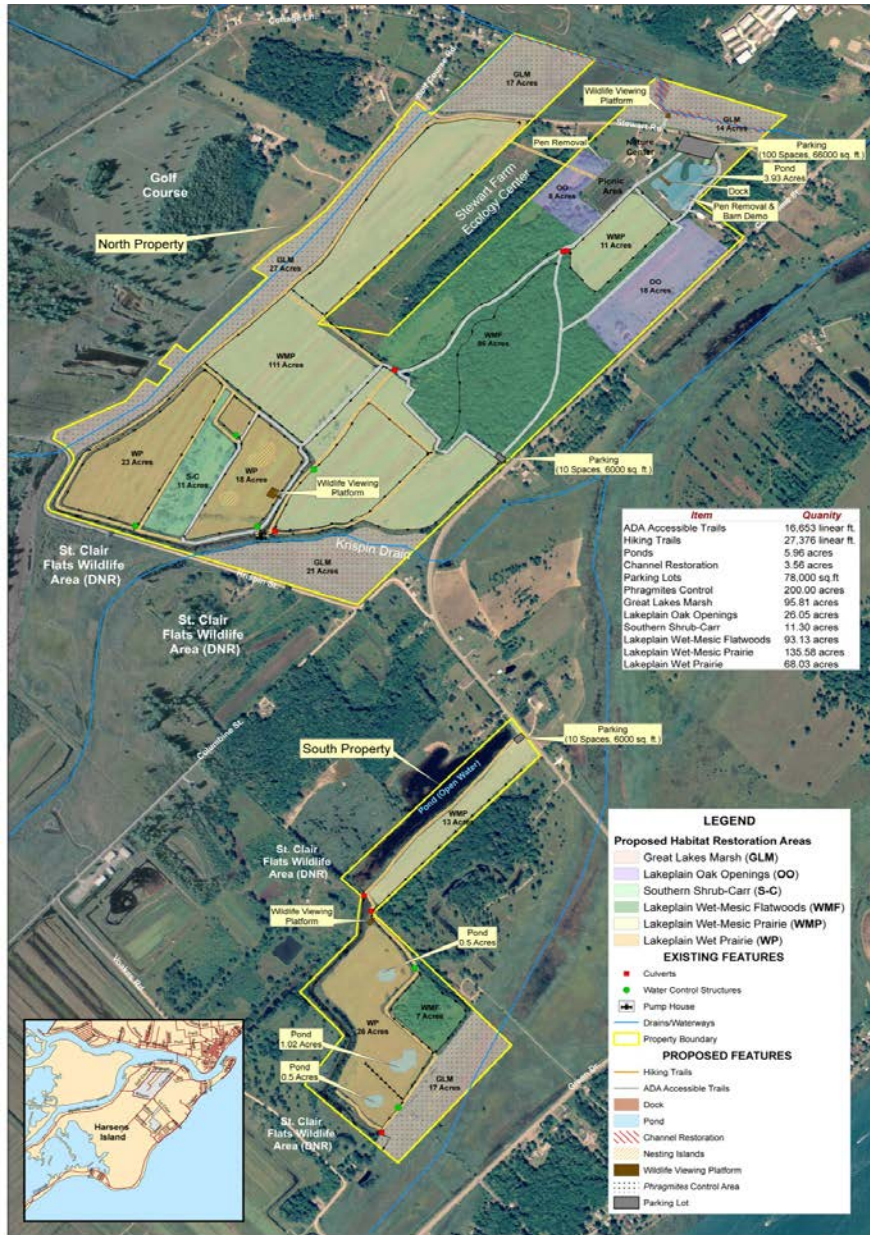 Cottage Ln.
GLM
17 Acres
Wildlife Viewing
Platform
GLM
14 Acres
Stewart Rd.
Parking
(100 Spaces, 66000 sq. ft.)
Pen Removal
Nature
Center
Pond
3.93 Acres
Golf
Course
OO
8 Acres
Picnic
Area
Dock
Stewart Farm
Ecology Center
Pen Removal &
Barn Demo
North Property
WMP
11 Acres
GLM
27 Acres
OO
18 Acres
WMF
86 Acres
WMP
111 Acres
WP
23 Acres
S-C
11 Acres
WP
18 Acres
Parking
(10 Spaces, 6000 sq. ft.)
Wildlife Viewing
Platform
Krispin Drain
St. Clair
Flats Wildlife
Area (DNR)
GLM
21 Acres
Krispin St.
St. Clair
Flats Wildlife
Area (DNR)
Item Quanity
ADA Accessible Trails 16,653 linear ft.
Hiking Trails 27,376 linear ft.
Ponds 5.96 acres
Channel Restoration 3.56 acres
Parking Lots 78,000 sq.ft
Phragmites Control 200.00 acres
Great Lakes Marsh 95.81 acres
Lakeplain Oak Openings 26.05 acres
Southern Shrub-Carr 11.30 acres
Lakeplain Wet-Mesic Flatwoods 93.13 acres
Lakeplain Wet-Mesic Prairie 135.58 acres
Lakeplain Wet Prairie 68.03 acres
Columbine St.
South Property
Parking
(10 Spaces, 6000 sq. ft.)
Pond (Open Water)
WMP
13 Acres
St. Clair
Flats Wildlife
Area (DNR)
Wildlife Viewing
Platform
Pond
0.5 Acres
WMF
7 Acres
WP
26 Acres
Pond
1.02 Acres
Pond
0.5 Acres
GLM
17 Acres
Green Dr.
St. Clair
Flats Wildlife
Area (DNR)
Harsens
Island
LEGEND
Proposed Habitat Restoration Areas
Great Lakes Marsh (GLM)
Lakeplain Oak Openings (OO)
Southern Shrub-Carr (S-C)
Lakeplain Wet-Mesic Flatwoods (WMF)
Lakeplain Wet-Mesic Prairie (WMP)
Lakeplain Wet Prairie (WP)
EXISTING FEATURES
Culverts
Water Control Structures
Pump House
Drains/Waterways
Property Boundary
PROPOSED FEATURES
Hiking Trails
ADA Accessible Trails
Dock
Pond
Channel Restoration
Nesting Islands
Wildlife Viewing Platform
Phragmites Control Area
Parking Lot